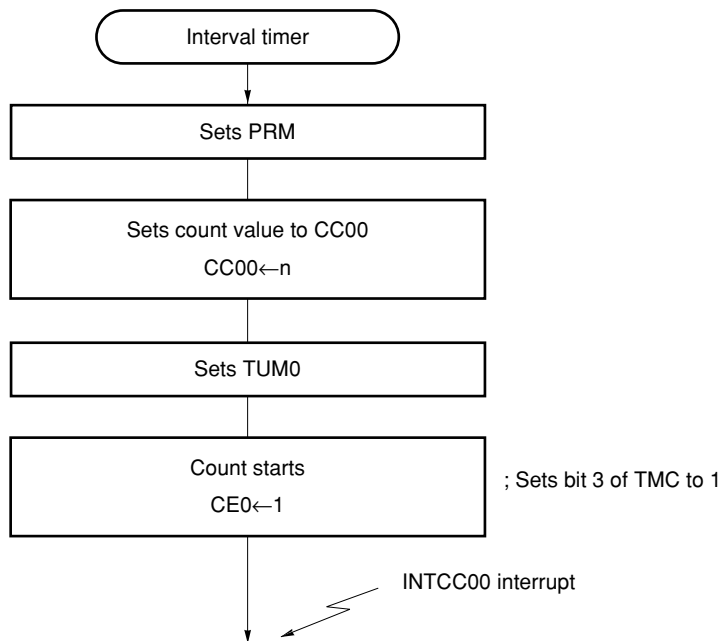 Interval timer
Sets PRM
Sets count value to CC00
CC00←n
Sets TUM0
Count starts
CE0←1
; Sets bit 3 of TMC to 1
INTCC00 interrupt